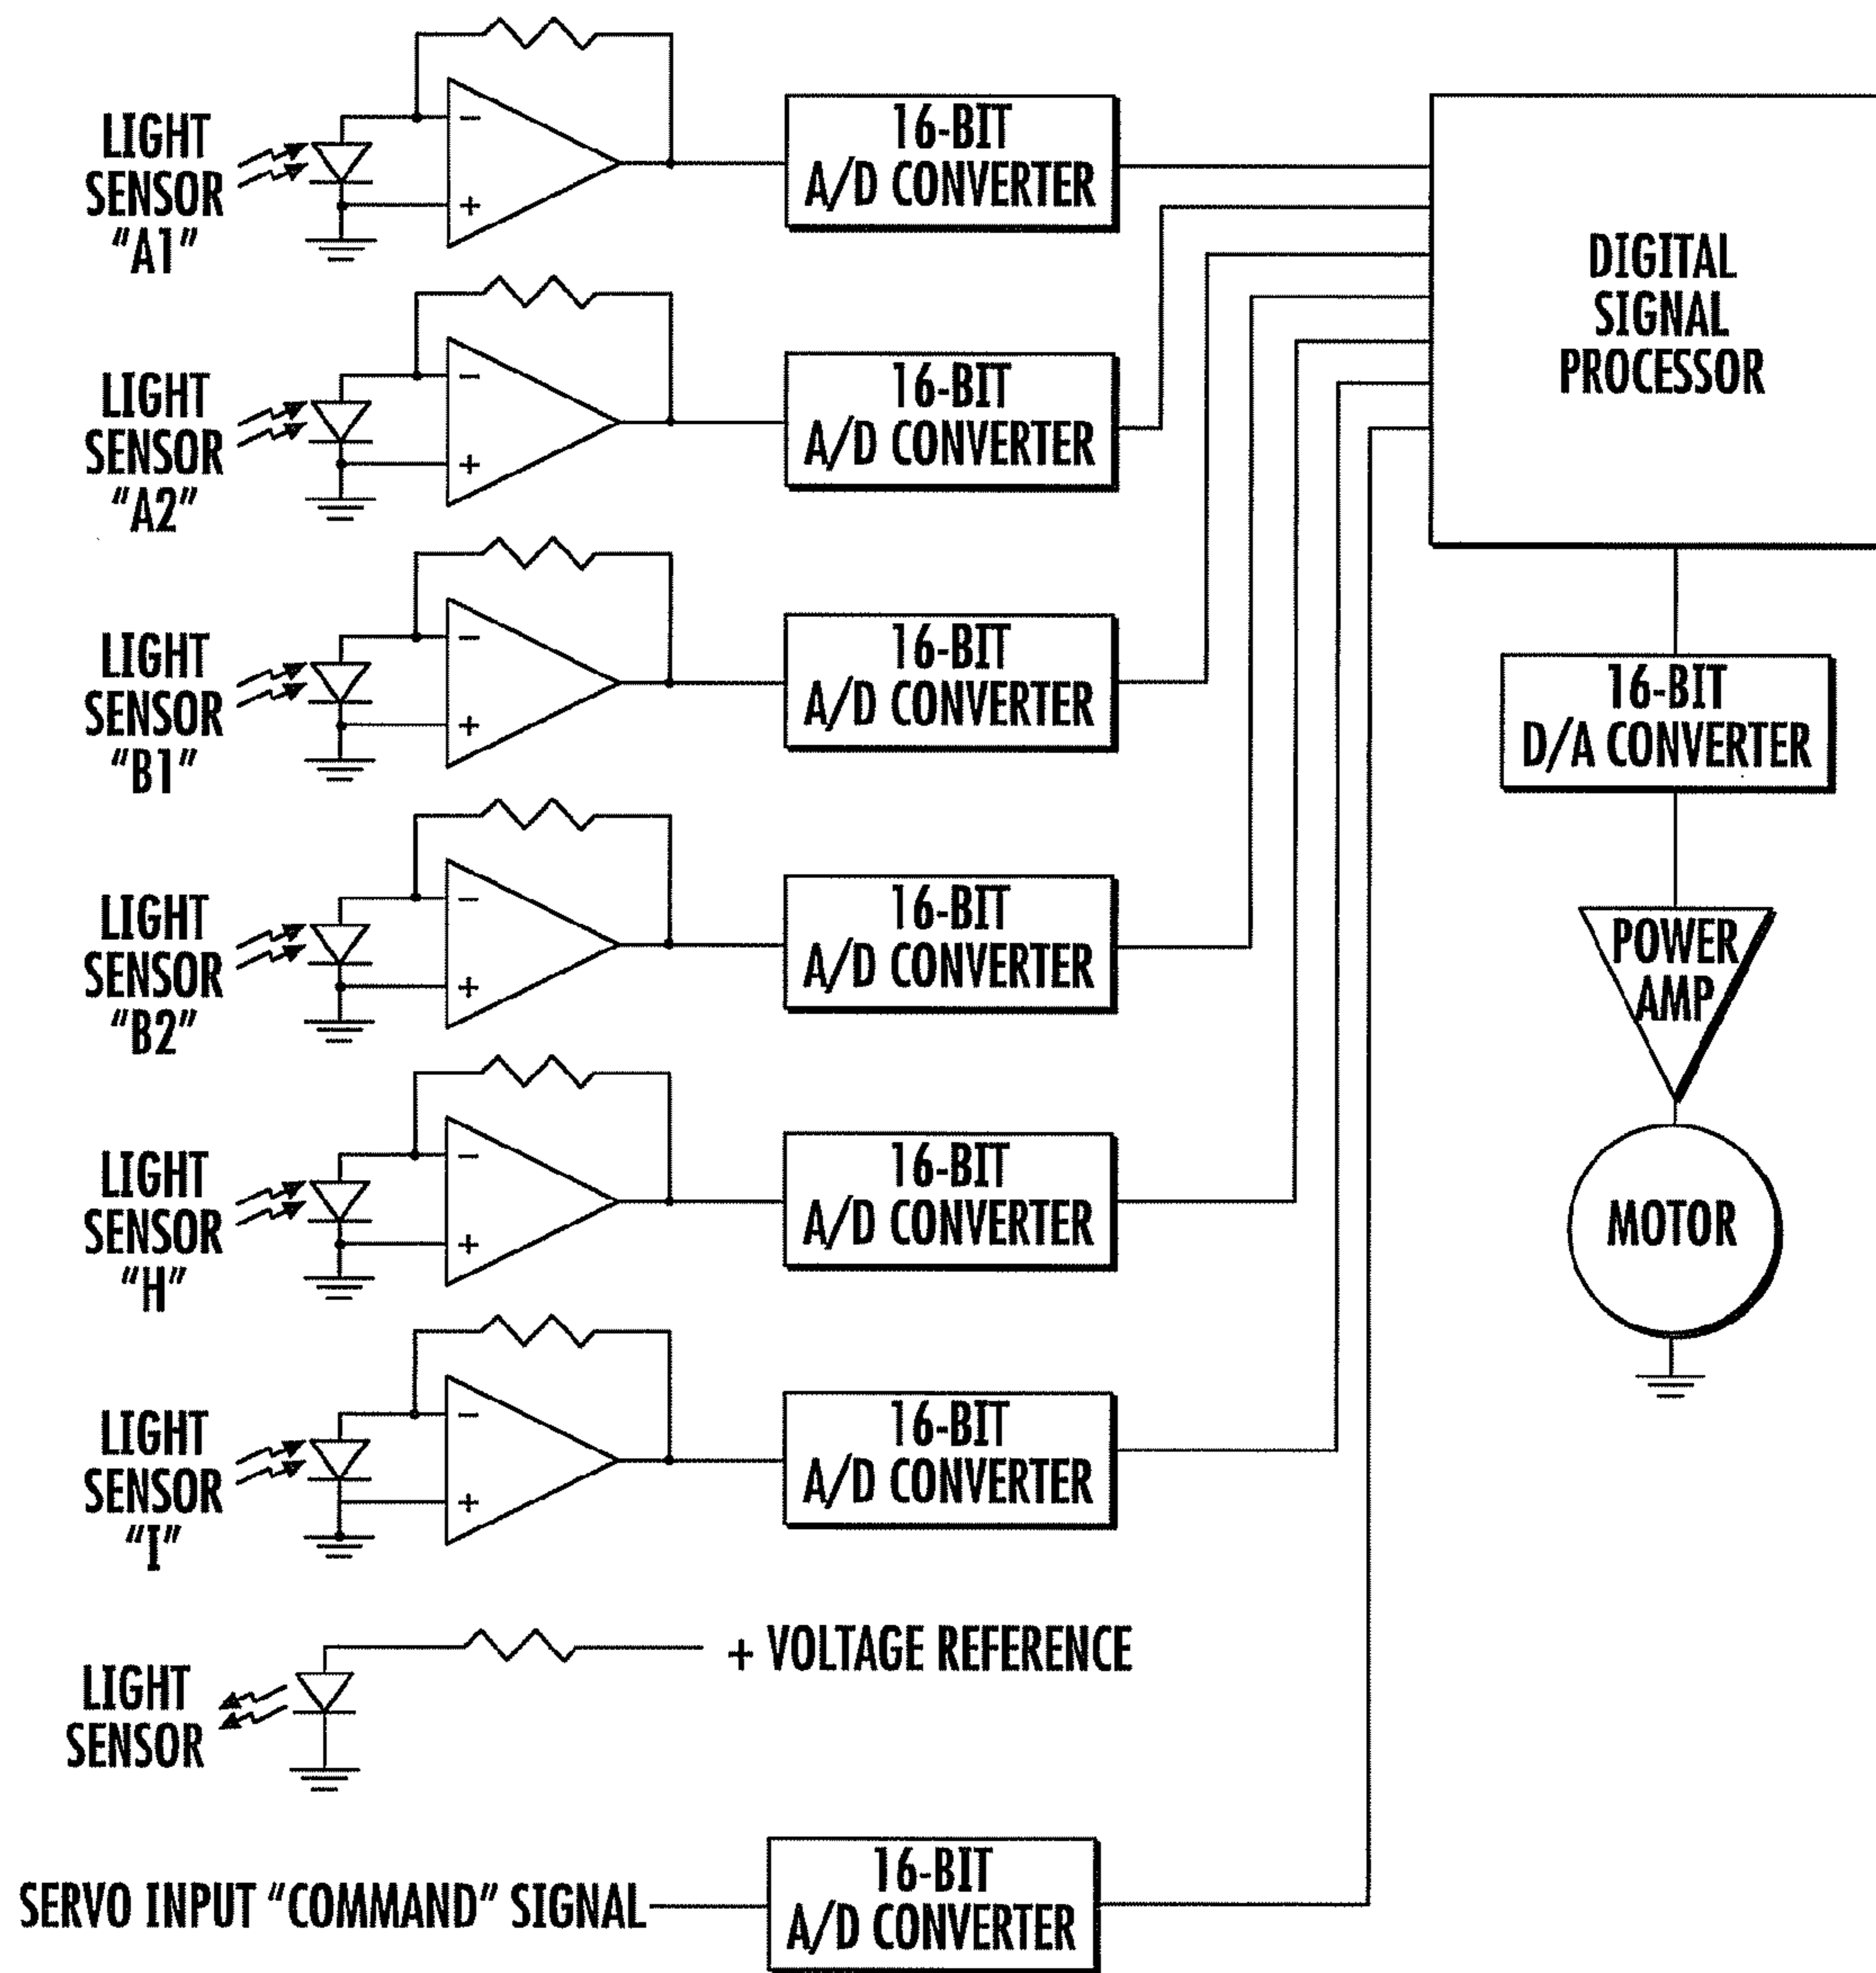 LIGHT
SENSOR
"A1"
−
+
16-BIT
A/D CONVERTER
LIGHT
SENSOR
"A2"
−
+
16-BIT
A/D CONVERTER
LIGHT
SENSOR
"B1"
−
+
16-BIT
A/D CONVERTER
LIGHT
SENSOR
"B2"
−
+
16-BIT
A/D CONVERTER
LIGHT
SENSOR
"H"
−
+
16-BIT
A/D CONVERTER
LIGHT
SENSOR
"I"
−
+
16-BIT
A/D CONVERTER
LIGHT
SENSOR
+ VOLTAGE REFERENCE
SERVO INPUT "COMMAND" SIGNAL
16-BIT
A/D CONVERTER
DIGITAL
SIGNAL
PROCESSOR
16-BIT
D/A CONVERTER
POWER
AMP
MOTOR